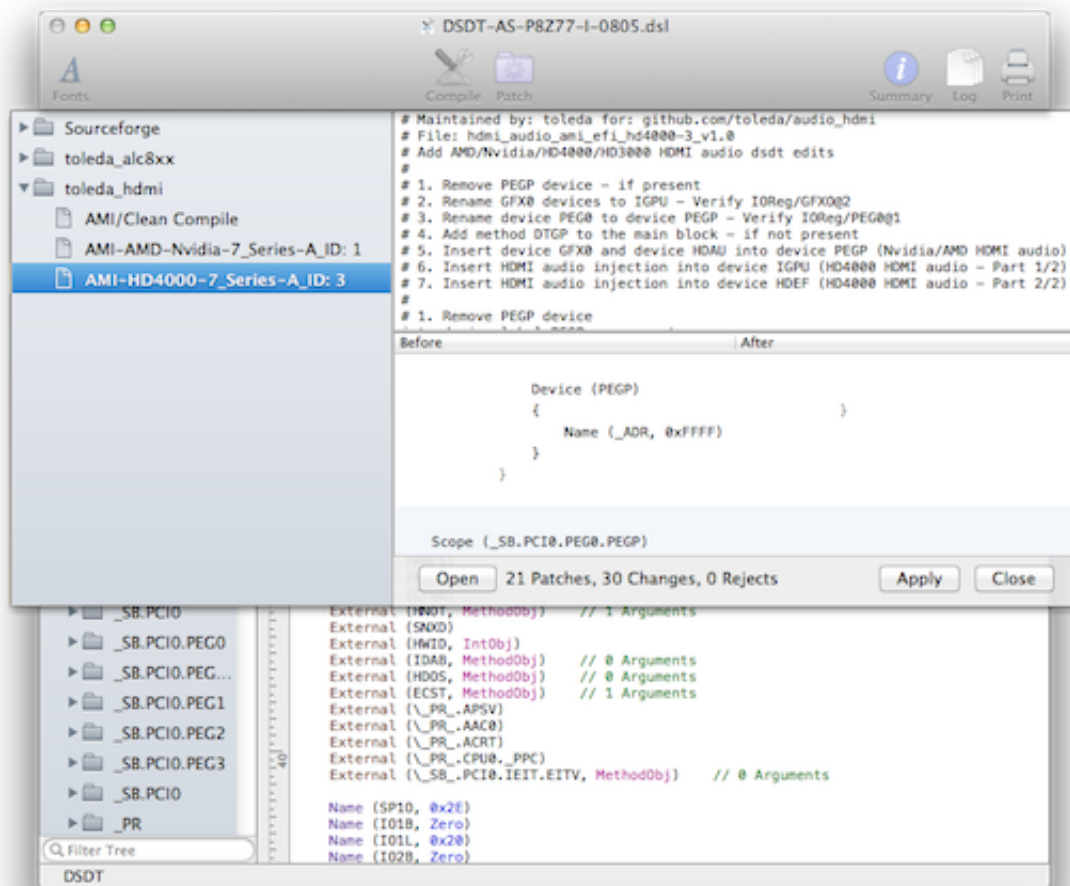 DSDT-AS-P8Z77-I-0805.dsl
Fonts
Compile Patch
Summary Log Print
Sourceforge
toleda_alc8xx
toleda_hdmi
AMI/Clean Compile
AMI-AMD-Nvidia-7_Series-A_ID: 1
AMI-HD4000-7_Series-A_ID: 3
# Maintained by: toleda for: github.com/toleda/audio_hdmi
# File: hdmi_audio_ami_efi_hd4000-3_v1.0
# Add AMD/Nvidia/HD4000/HD3000 HDMI audio dsdt edits
#
# 1. Remove PEGP device - if present
# 2. Rename GFX0 devices to IGPU - Verify IOReg/GFX0@2
# 3. Rename device PEG0 to device PEGP - Verify IOReg/PEG0@1
# 4. Add method DTGP to the main block - if not present
# 5. Insert device GFX0 and device HDAU into device PEGP (Nvidia/AMD HDMI audio)
# 6. Insert HDMI audio injection into device IGPU (HD4000 HDMI audio - Part 1/2)
# 7. Insert HDMI audio injection into device HDEF (HD4000 HDMI audio - Part 2/2)
#
# 1. Remove PEGP device
Before After
Device (PEGP)
{ }
Name (_ADR, 0xFFFF)
}
}
Scope (_SB.PCI0.PEG0.PEGP)
Open 21 Patches, 30 Changes, 0 Rejects Apply Close
_SB.PCI0
_SB.PCI0.PEG0
_SB.PCI0.PEG...
_SB.PCI0.PEG1
_SB.PCI0.PEG2
_SB.PCI0.PEG3
_SB.PCI0
_PR
Filter Tree
DSDT
External (HNOT, MethodObj) // 1 Arguments
External (SNXD)
External (HWID, IntObj)
External (IDAB, MethodObj) // 0 Arguments
External (HDOS, MethodObj) // 0 Arguments
External (ECST, MethodObj) // 1 Arguments
External (\_PR_.APSV)
External (\_PR_.AAC0)
External (\_PR_.ACRT)
External (\_PR_.CPU0._PPC)
40 External (\_SB_.PCI0.IEIT.EITV, MethodObj) // 0 Arguments
Name (SP1O, 0x2E)
Name (IO1B, Zero)
Name (IO1L, 0x20)
Name (IO2B, Zero)